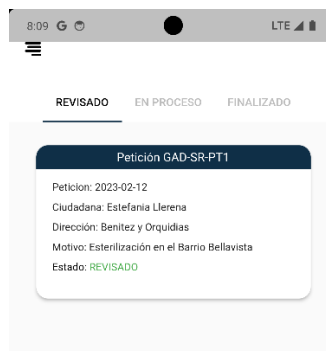 8:09 G LTE
REVISADO EN PROCESO FINALIZADO
Petición GAD-SR-PT1
Peticion: 2023-02-12
Ciudadana: Estefania Llerena
Dirección: Benitez y Orquidias
Motivo: Esterilización en el Barrio Bellavista
Estado: REVISADO